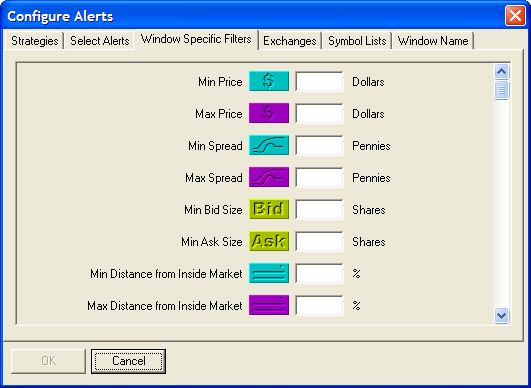 Configure Alerts
Strategies Select Alerts Window Specific Filters Exchanges Symbol Lists Window Name
Min Price $ Dollars
Max Price $ Dollars
Min Spread Pennies
Max Spread Pennies
Min Bid Size Bid Shares
Min Ask Size Ask Shares
Min Distance from Inside Market %
Max Distance from Inside Market %
OK Cancel